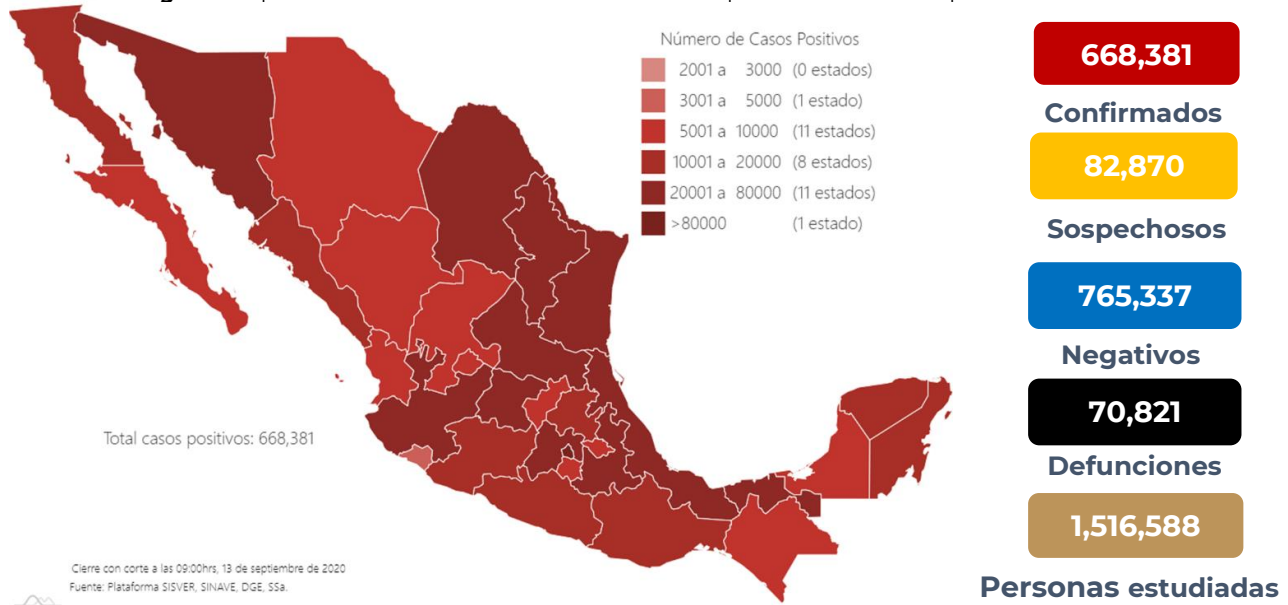 Número de Casos Positivos
2001 a 3000 (0 estados)
3001 a 5000 (1 estado)
5001 a 10000 (11 estados)
10001 a 20000 (8 estados)
20001 a 80000 (11 estados)
>80000 (1 estado)
Total casos positivos: 668,381
Cierre con corte a las 09:00hrs, 13 de septiembre de 2020
Fuente: Plataforma SISVER, SINAVE, DGE, SSa.
668,381
Confirmados
82,870
Sospechosos
765,337
Negativos
70,821
Defunciones
1,516,588
Personas estudiadas